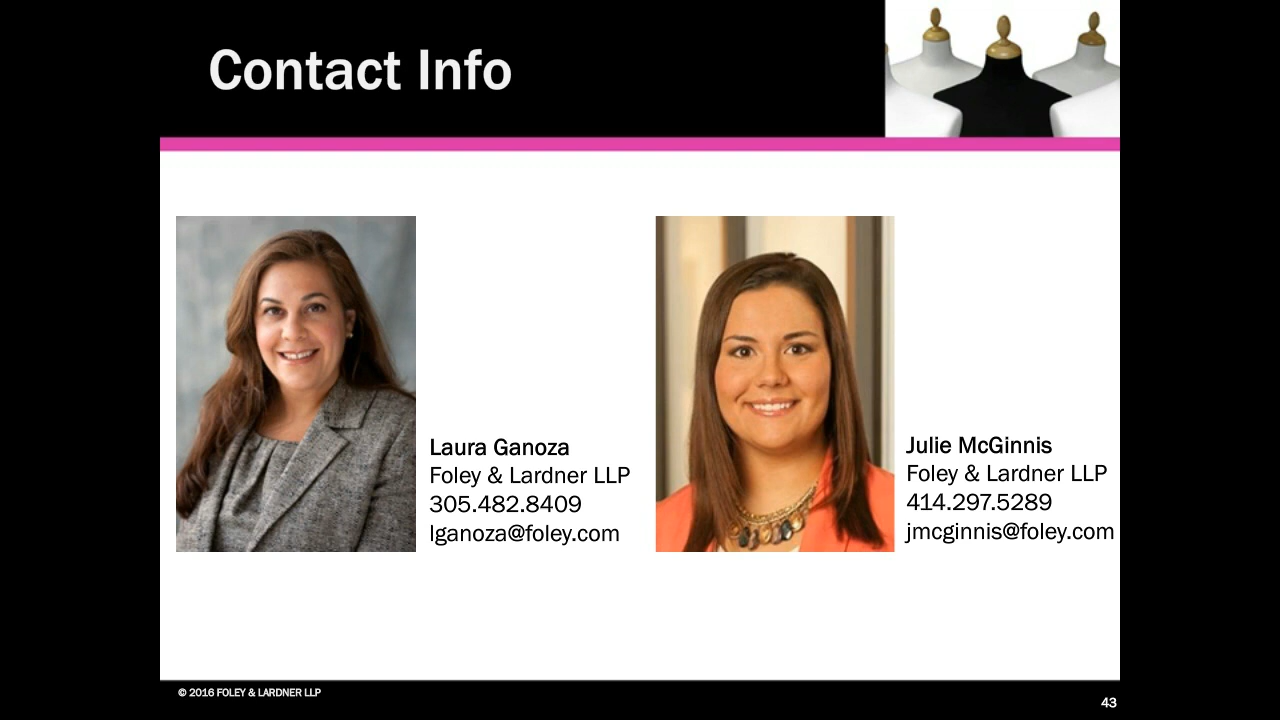 Contact Info
Laura Ganoza
Foley & Lardner LLP
305.482.8409
lganoza@foley.com
Julie McGinnis
Foley & Lardner LLP
414.297.5289
jmcginnis@foley.com
© 2016 FOLEY & LARDNER LLP
43